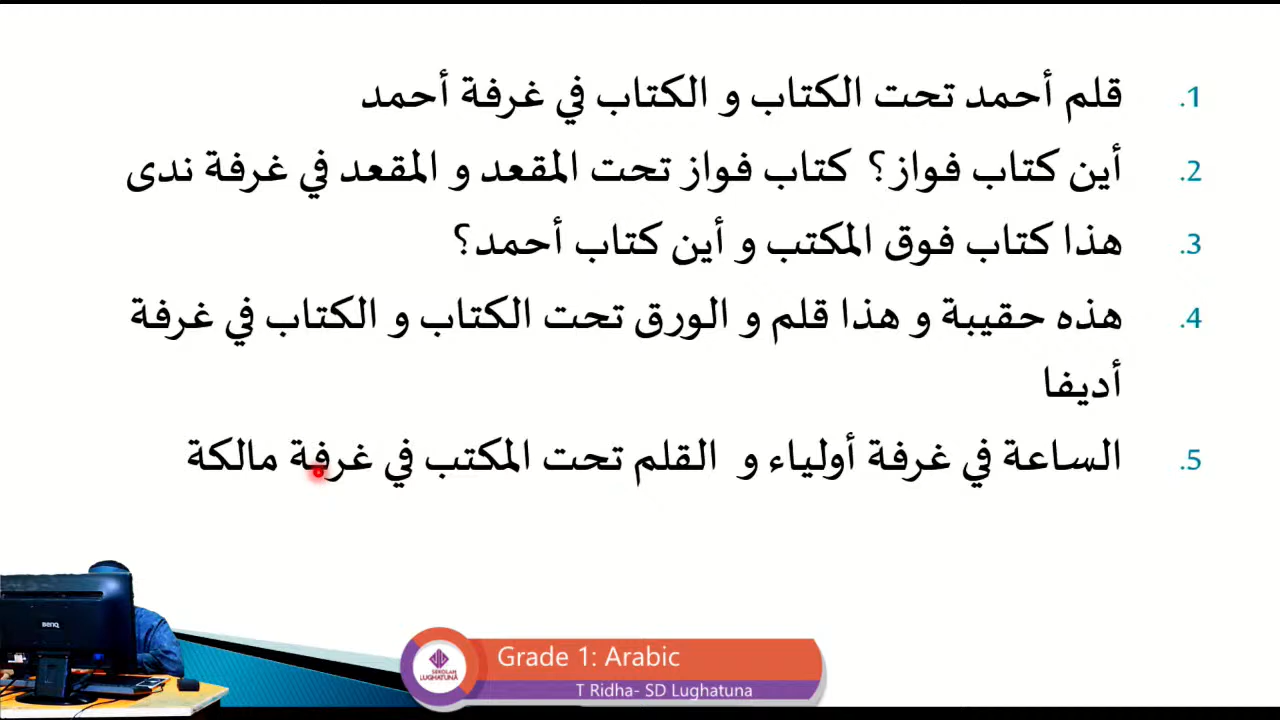 1. قلم أحمد تحت الكتاب و الكتاب في غرفة أحمد
2. أين كتاب فواز؟ كتاب فواز تحت المقعد و المقعد في غرفة ندى
3. هذا كتاب فوق المكتب و أين كتاب أحمد؟
4. هذه حقيبة و هذا قلم و الورق تحت الكتاب و الكتاب في غرفة
أديفا
5. الساعة في غرفة أولياء و القلم تحت المكتب في غرفة مالكة
BENQ
SEKOLAH
LUGHATUNA
Grade 1: Arabic
T Ridha- SD Lughatuna